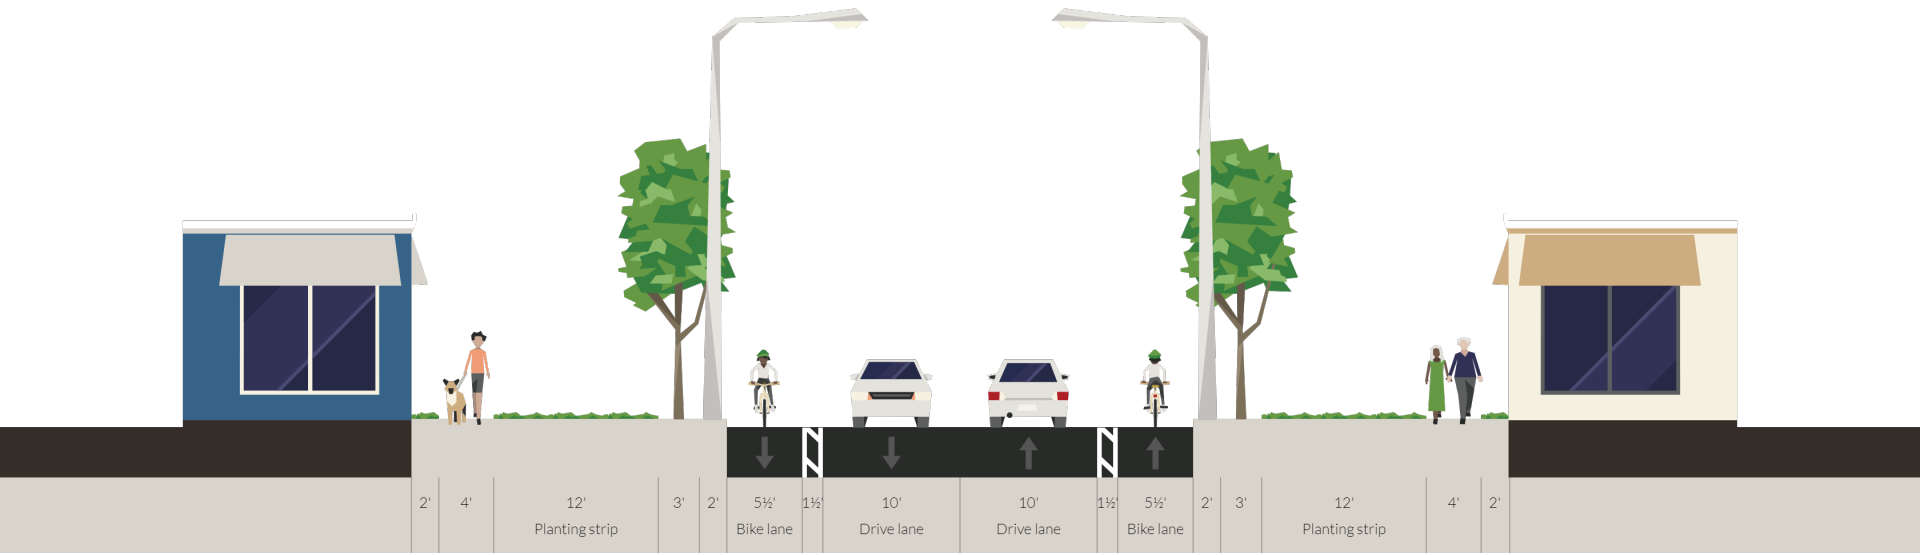 2' 4' 12' 3' 2' 5½' 1½' 10' 10' 1½' 5½' 2' 3' 12' 4' 2'
Planting strip Bike lane Drive lane Drive lane Bike lane Planting strip